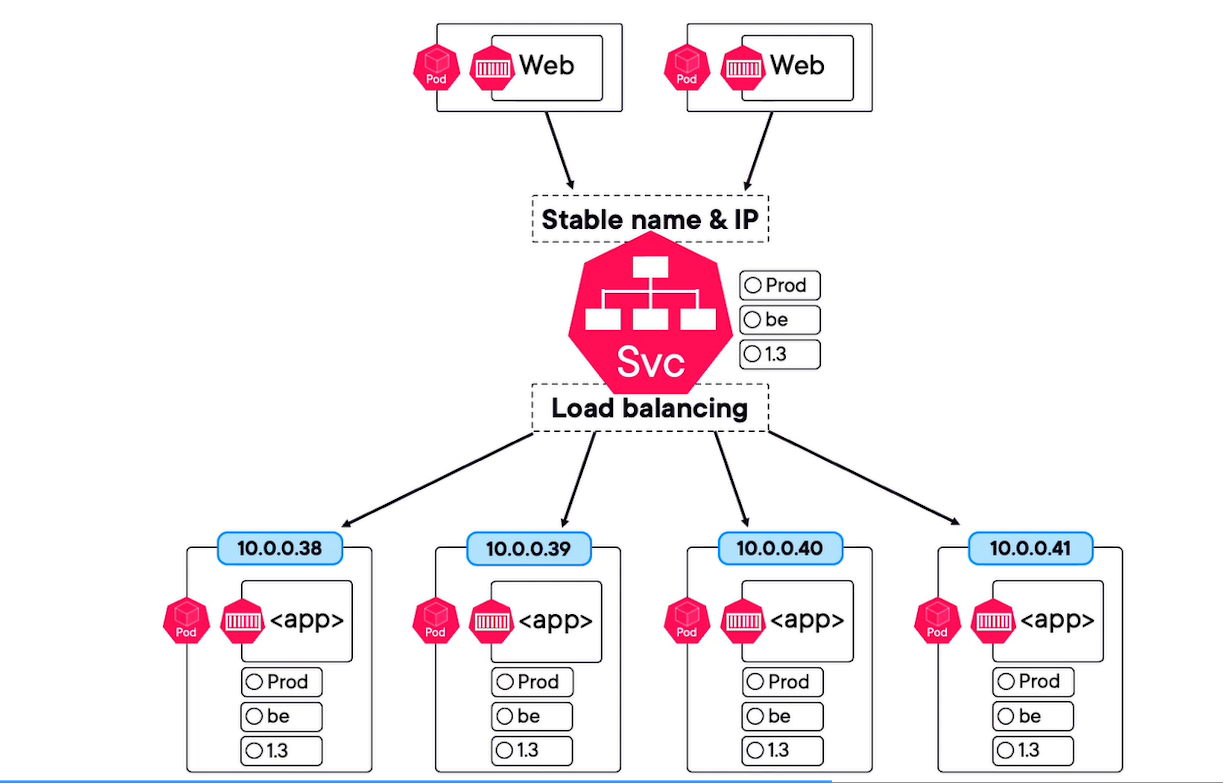 Pod
Web
Pod
Web
Stable name & IP
Svc
Prod
be
1.3
Load balancing
10.0.0.38
Pod
<app>
Prod
be
1.3
10.0.0.39
Pod
<app>
Prod
be
1.3
10.0.0.40
Pod
<app>
Prod
be
1.3
10.0.0.41
Pod
<app>
Prod
be
1.3